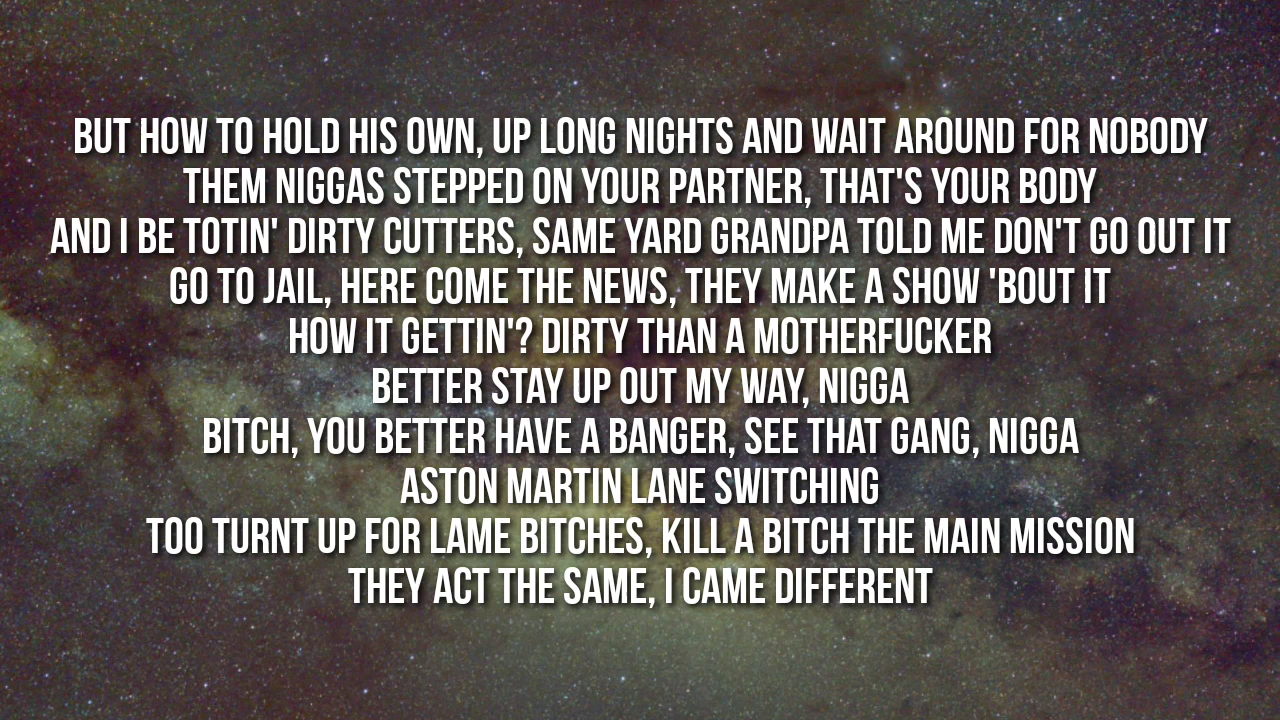 BUT HOW TO HOLD HIS OWN, UP LONG NIGHTS AND WAIT AROUND FOR NOBODY
THEM NIGGAS STEPPED ON YOUR PARTNER, THAT'S YOUR BODY
AND I BE TOTIN' DIRTY CUTTERS, SAME YARD GRANDPA TOLD ME DON'T GO OUT IT
GO TO JAIL, HERE COME THE NEWS, THEY MAKE A SHOW 'BOUT IT
HOW IT GETTIN'? DIRTY THAN A MOTHERFUCKER
BETTER STAY UP OUT MY WAY, NIGGA
BITCH, YOU BETTER HAVE A BANGER, SEE THAT GANG, NIGGA
ASTON MARTIN LANE SWITCHING
TOO TURNT UP FOR LAME BITCHES, KILL A BITCH THE MAIN MISSION
THEY ACT THE SAME, I CAME DIFFERENT